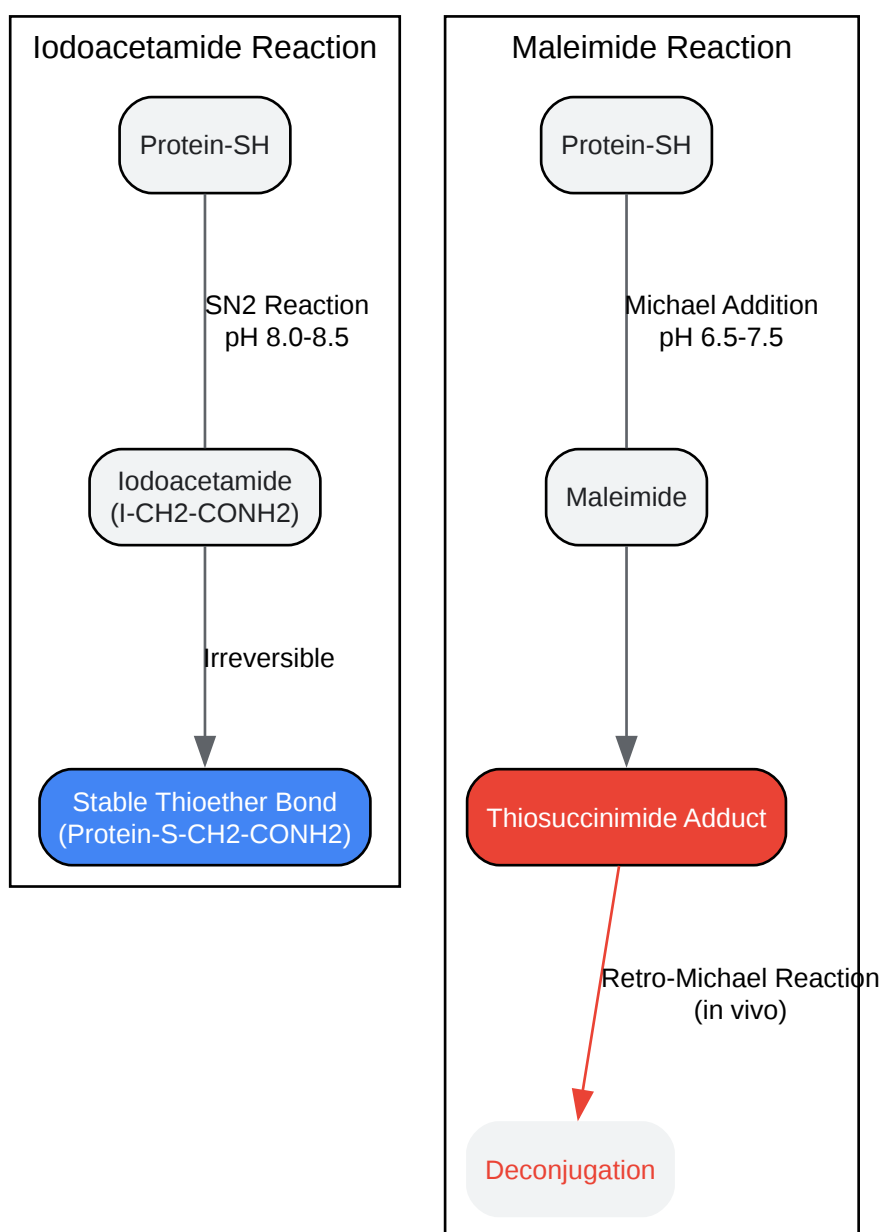 Iodoacetamide Reaction
Protein-SH
SN2 Reaction
pH 8.0-8.5
Iodoacetamide
(I-CH2-CONH2)
Irreversible
Stable Thioether Bond
(Protein-S-CH2-CONH2)
Maleimide Reaction
Protein-SH
Michael Addition
pH 6.5-7.5
Maleimide
Thiosuccinimide Adduct
Retro-Michael Reaction
(in vivo)
Deconjugation